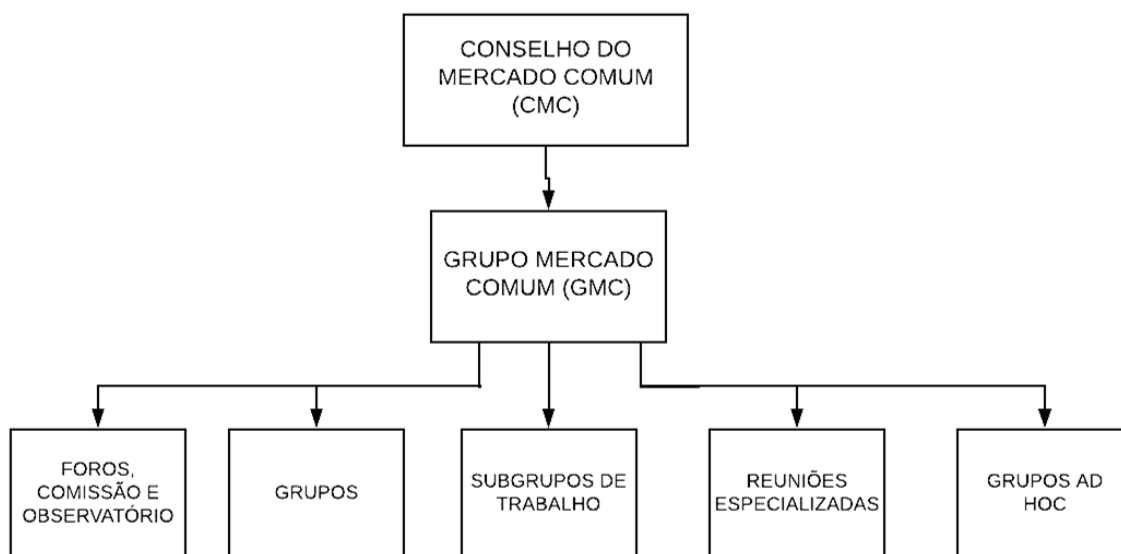 CONSELHO DO
MERCADO COMUM
(CMC)
GRUPO MERCADO
COMUM (GMC)
FOROS,
COMISSÃO E
OBSERVATÓRIO
GRUPOS
SUBGRUPOS DE
TRABALHO
REUNIÕES
ESPECIALIZADAS
GRUPOS AD
HOC